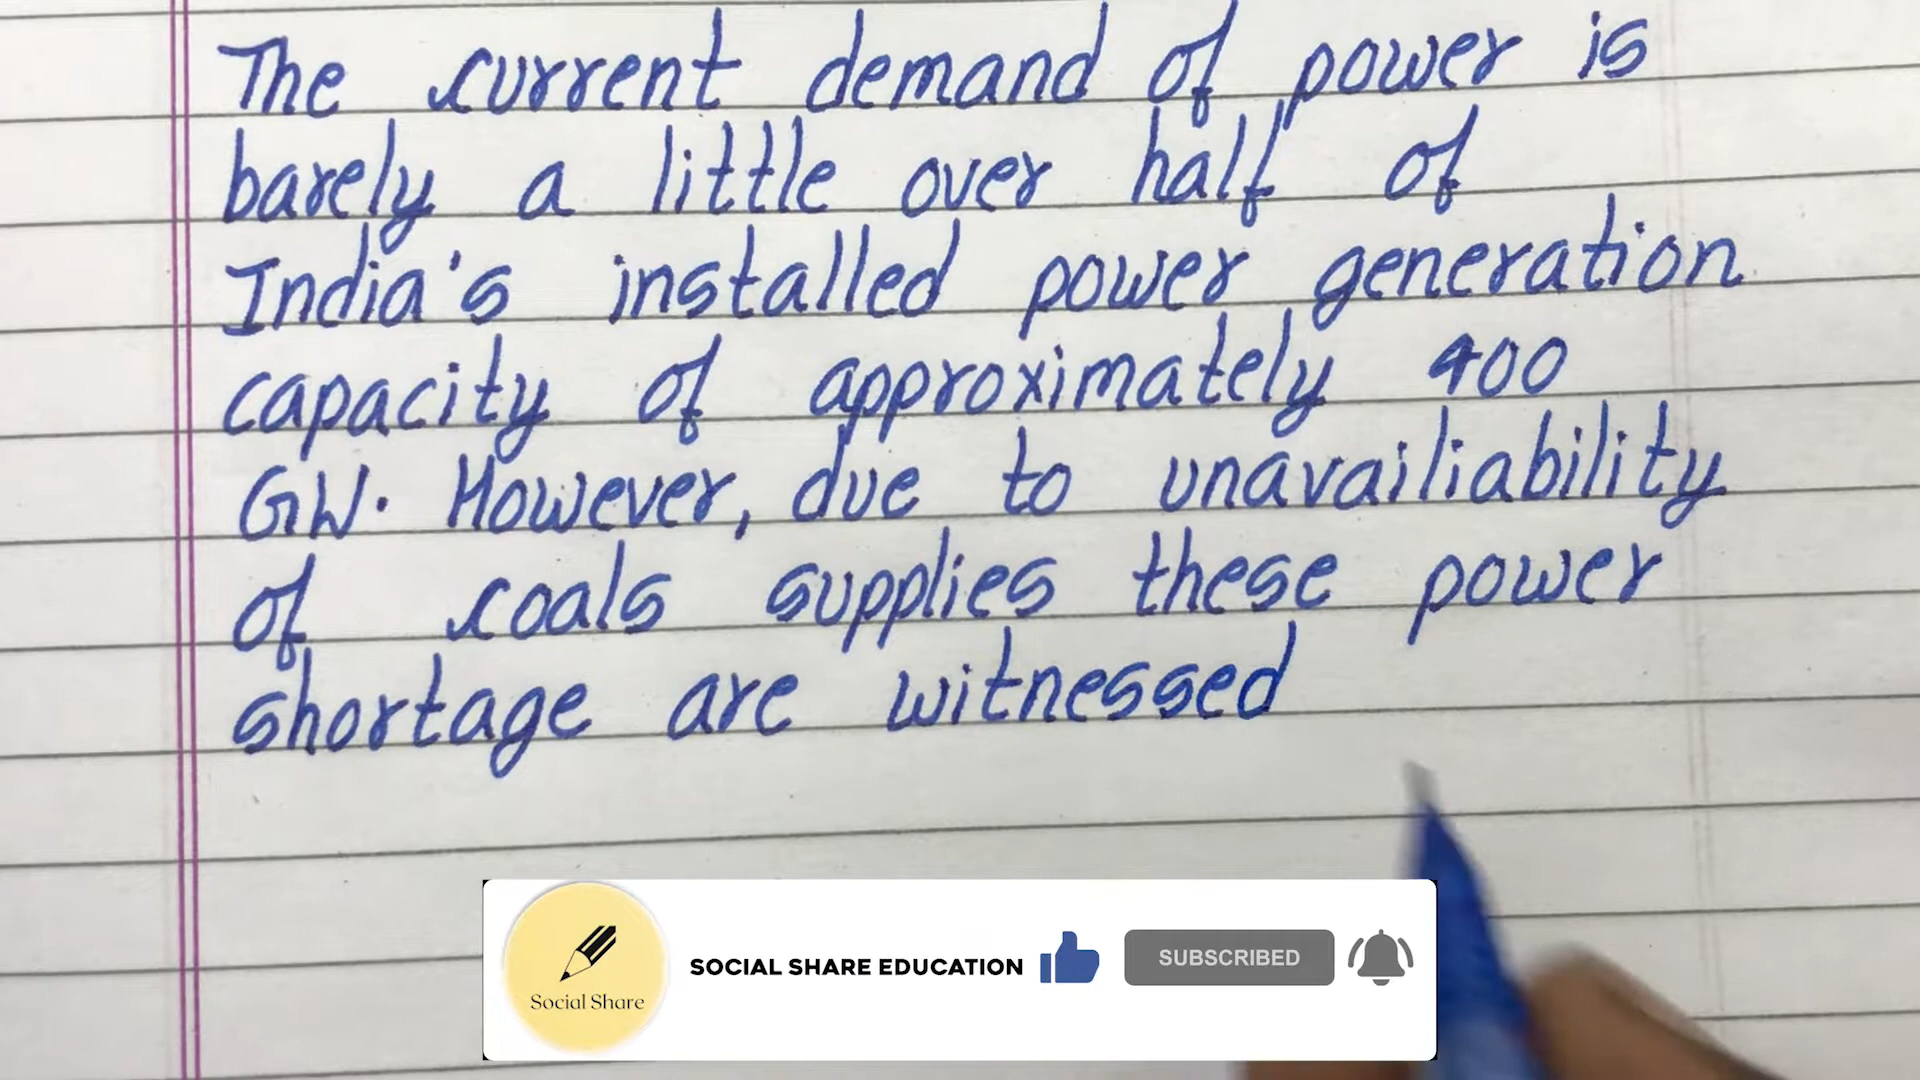 The current demand of power is
barely a little over half of
India's installed power generation
capacity of approximately 400
GW. However, due to unavailiability
of coals supplies these power
shortage are witnessed
Social Share
SOCIAL SHARE EDUCATION
SUBSCRIBED